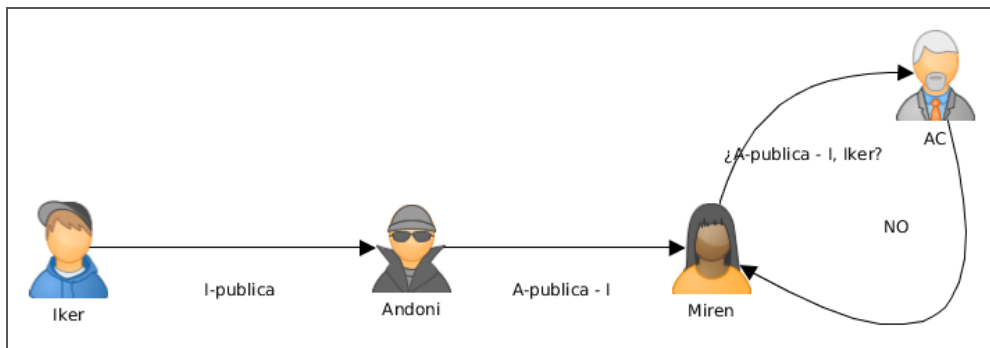 AC
¿A-publica - I, Iker?
NO
I-publica
A-publica - I
Iker
Andoni
Miren